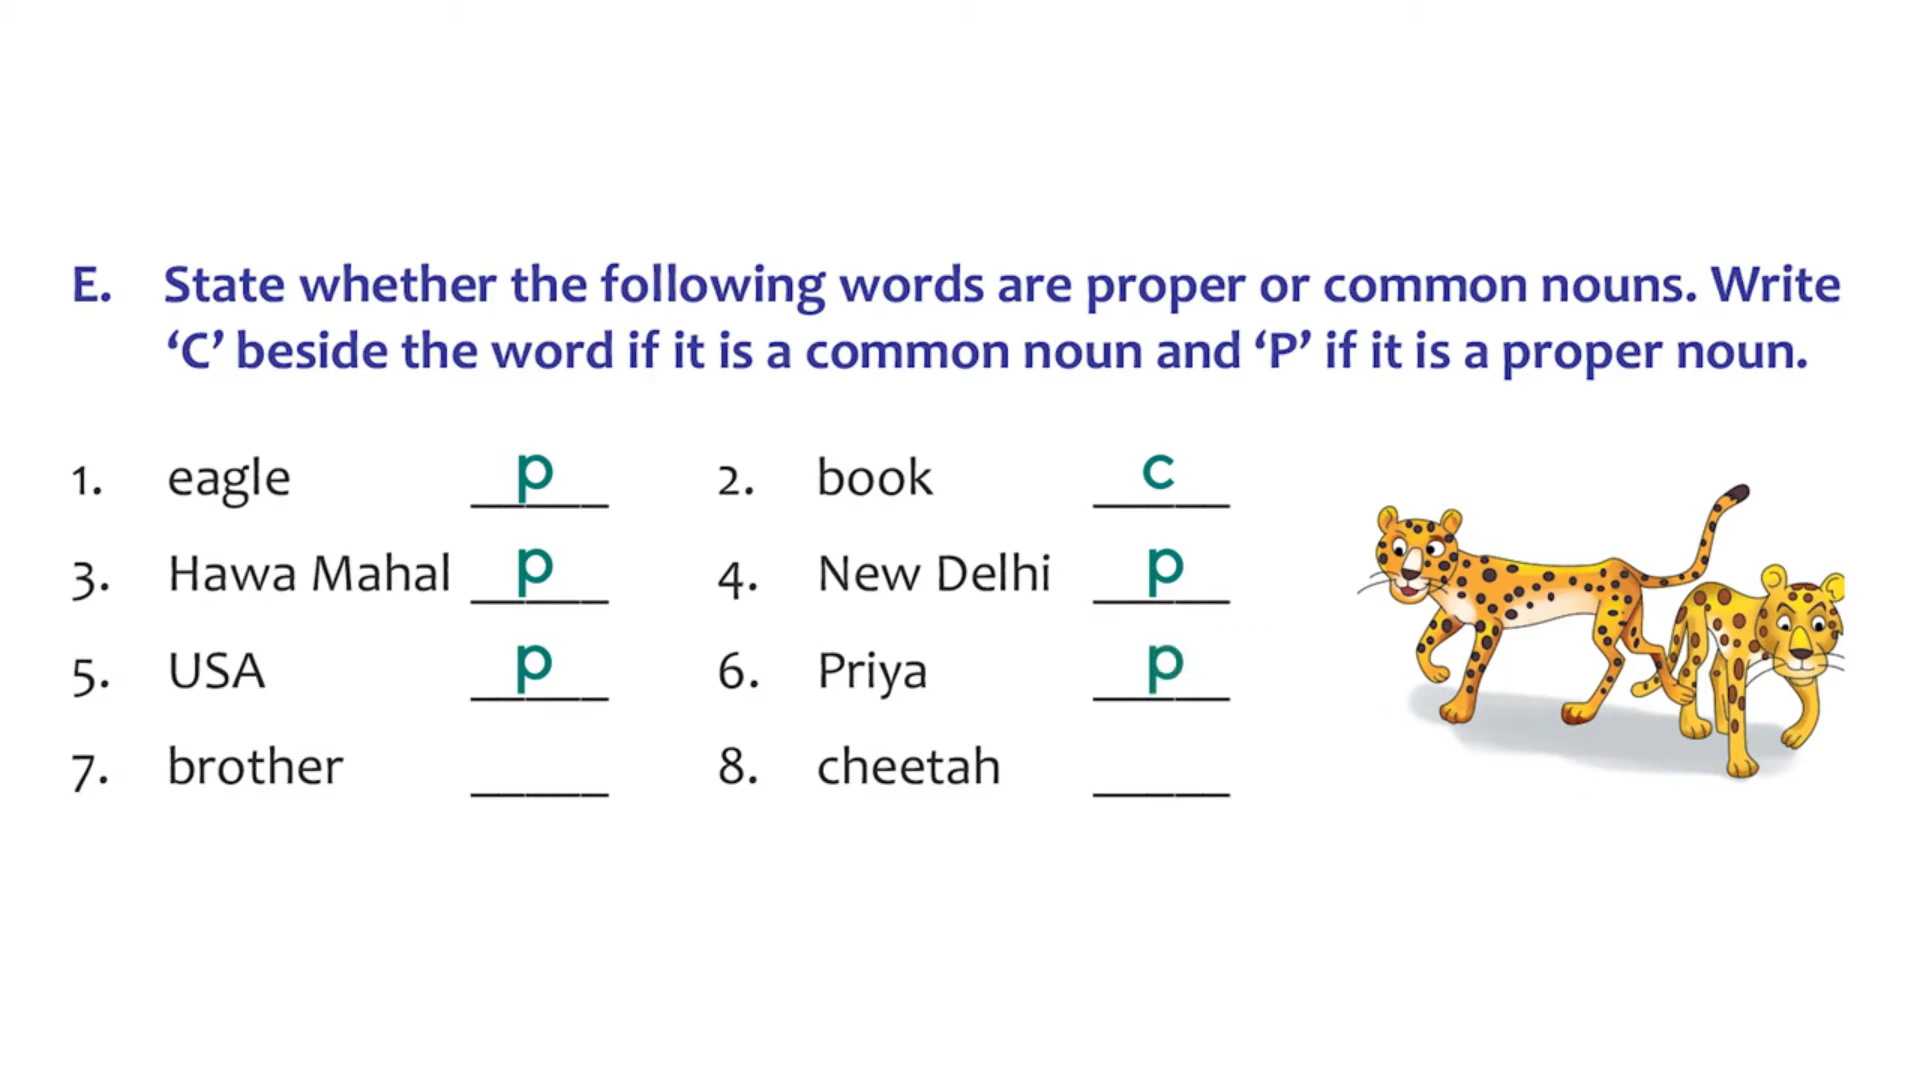 E. State whether the following words are proper or common nouns. Write
‘C’ beside the word if it is a common noun and ‘P’ if it is a proper noun.
1. eagle p 2. book c
3. Hawa Mahal p 4. New Delhi p
5. USA p 6. Priya p
7. brother _____ 8. cheetah _____